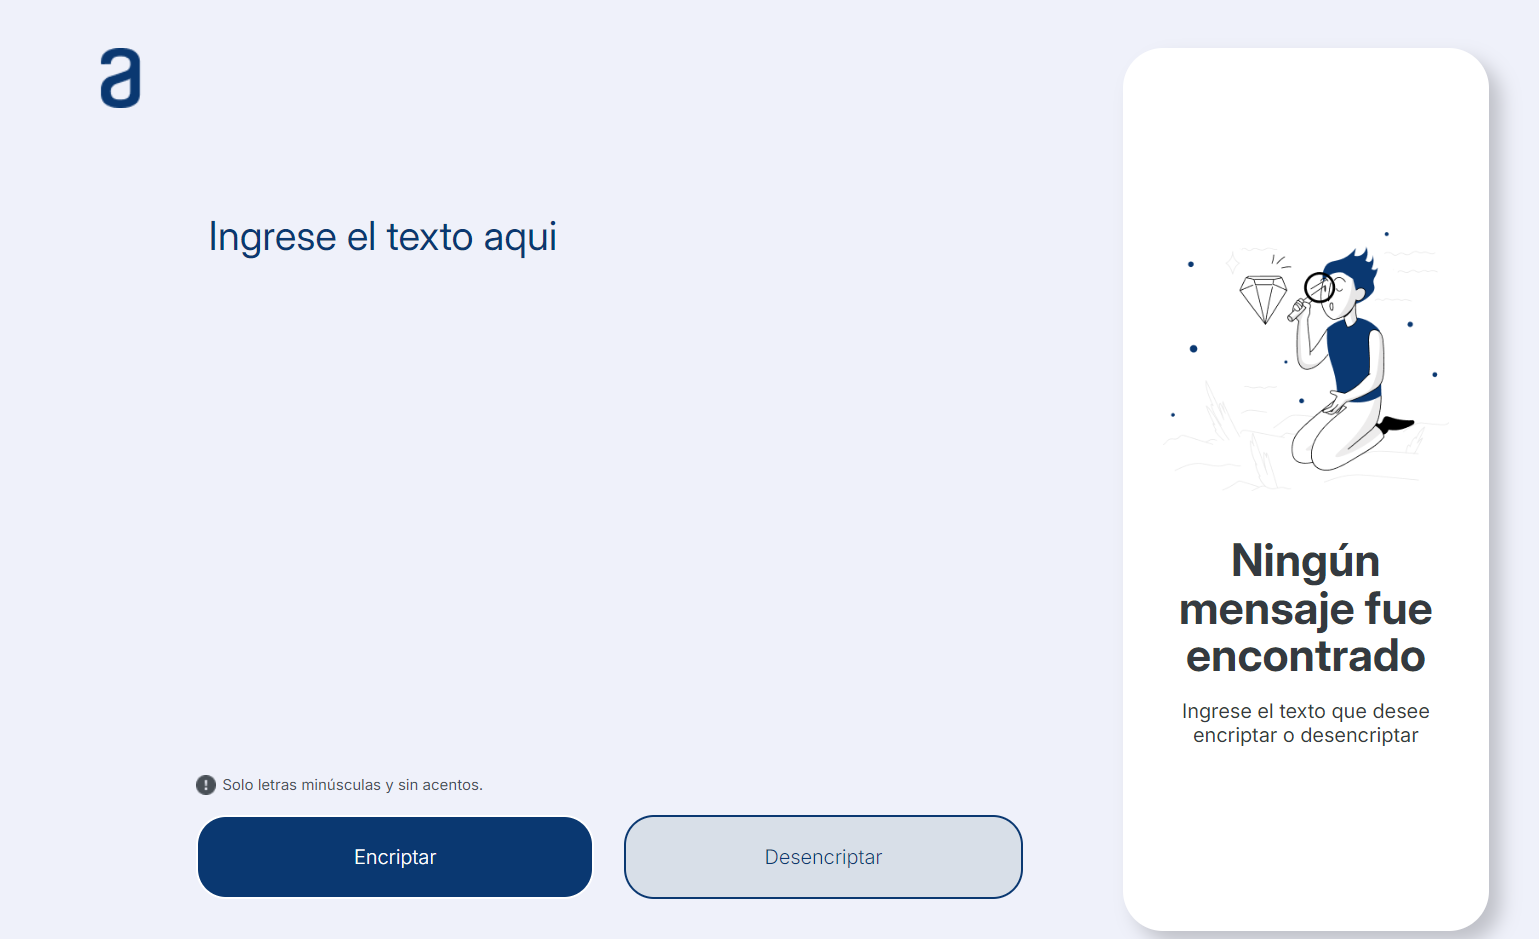 a
Ingrese el texto aqui
Solo letras minúsculas y sin acentos.
Encriptar
Desencriptar
Ningún
mensaje fue
encontrado
Ingrese el texto que desee
encriptar o desencriptar